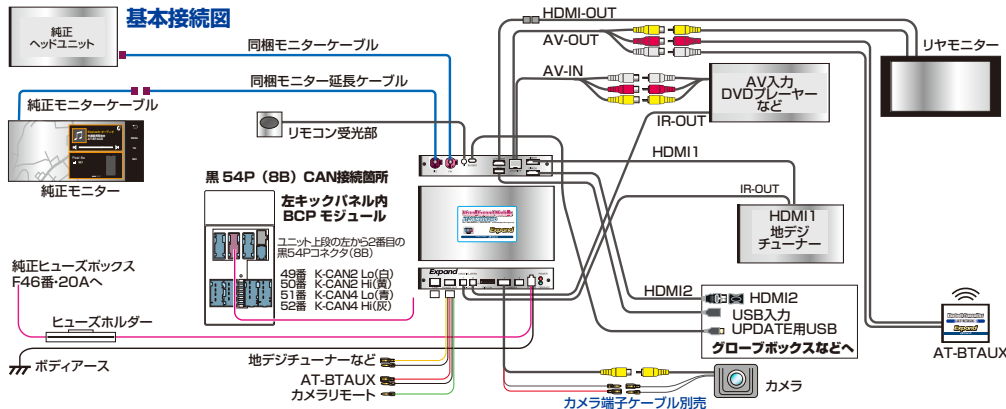 基本接続図
純正
ヘッドユニット
同梱モニターケーブル
同梱モニター延長ケーブル
純正モニターケーブル
純正モニター
リモコン受光部
HDMI-OUT
AV-OUT
AV-IN
AV入力
DVDプレーヤー
など
IR-OUT
リヤモニター
HDMI1
IR-OUT
HDMI1
地デジ
チューナー
黒 54P（8B）CAN接続箇所
左キックパネル内
BCP モジュール
ユニット上段の左から2番目の
黒54Pコネクタ(8B)
49番 K-CAN2 Lo(白)
50番 K-CAN2 Hi(黄)
51番 K-CAN4 Lo(青)
52番 K-CAN4 Hi(灰)
Expand
Expand
純正ヒューズボックス
F46番・20Aへ
ヒューズホルダー
ボディアース
地デジチューナーなど
AT-BTAUX
カメラリモート
HDMI2
HDMI2
USB入力
UPDATE用USB
グローブボックスなどへ
カメラ
カメラ端子ケーブル別売
Expand
AT-BTAUX